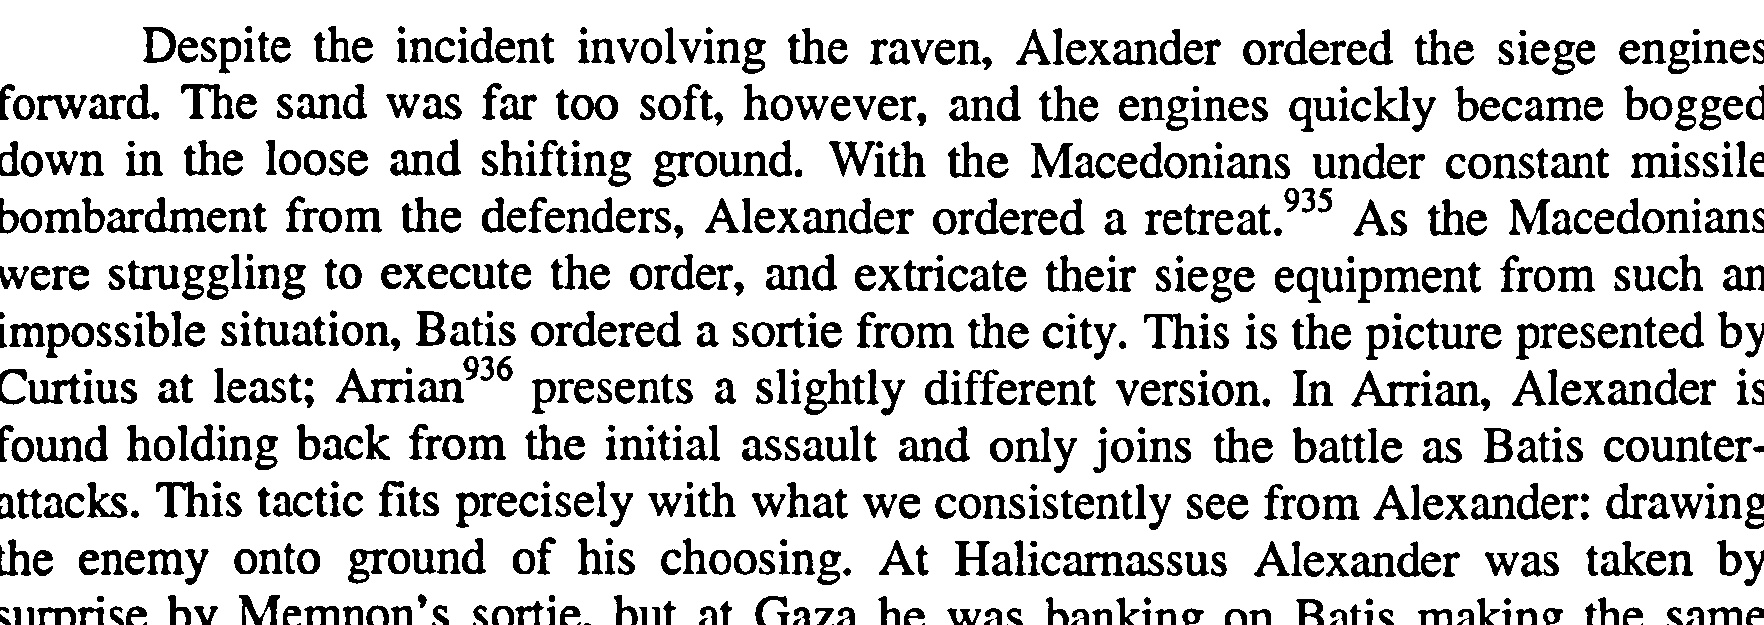 Despite the incident involving the raven, Alexander ordered the siege engines
forward. The sand was far too soft, however, and the engines quickly became bogged
down in the loose and shifting ground. With the Macedonians under constant missile
bombardment from the defenders, Alexander ordered a retreat.935 As the Macedonians
were struggling to execute the order, and extricate their siege equipment from such an
impossible situation, Batis ordered a sortie from the city. This is the picture presented by
Curtius at least; Arrian936 presents a slightly different version. In Arrian, Alexander is
found holding back from the initial assault and only joins the battle as Batis counter-
attacks. This tactic fits precisely with what we consistently see from Alexander: drawing
the enemy onto ground of his choosing. At Halicarnassus Alexander was taken by
surprise by Memnon's sortie, but at Gaza he was banking on Batis making the same